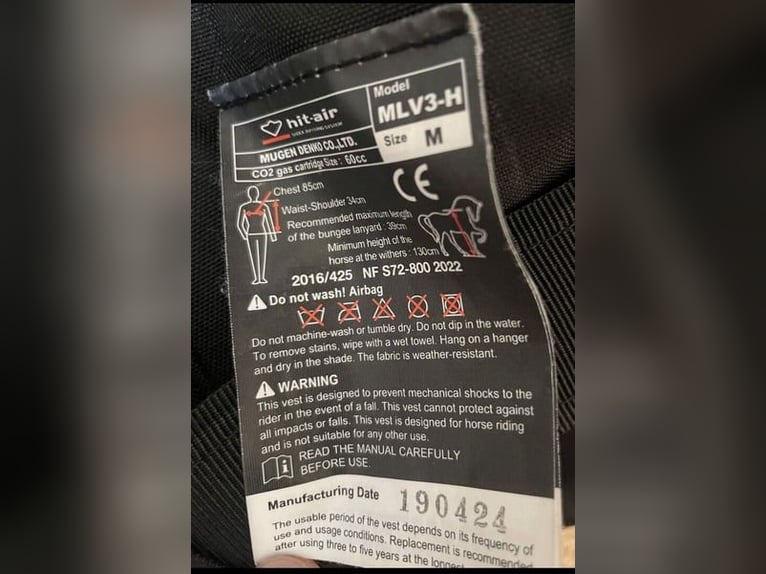 hit-air
SHOCK BUFFERING SYSTEM
MUGEN DENKO CO.,LTD.
CO2 gas cartridge Size : 60cc
Model
MLV3-H
Size M
Chest 85cm
Waist-Shoulder 34cm
Recommended maximum length
of the bungee lanyard : 39cm
Minimum height of the
horse at the withers : 130cm
CE
2016/425 NF S72-800 2022
Do not wash! Airbag
Do not machine-wash or tumble dry. Do not dip in the water.
To remove stains, wipe with a wet towel. Hang on a hanger
and dry in the shade. The fabric is weather-resistant.
WARNING
This vest is designed to prevent mechanical shocks to the
rider in the event of a fall. This vest cannot protect against
all impacts or falls. This vest is designed for horse riding
and is not suitable for any other use.
READ THE MANUAL CAREFULLY
BEFORE USE.
Manufacturing Date 190424
The usable period of the vest depends on its frequency of
use and usage conditions. Replacement is recommended
after using three to five years at the longest